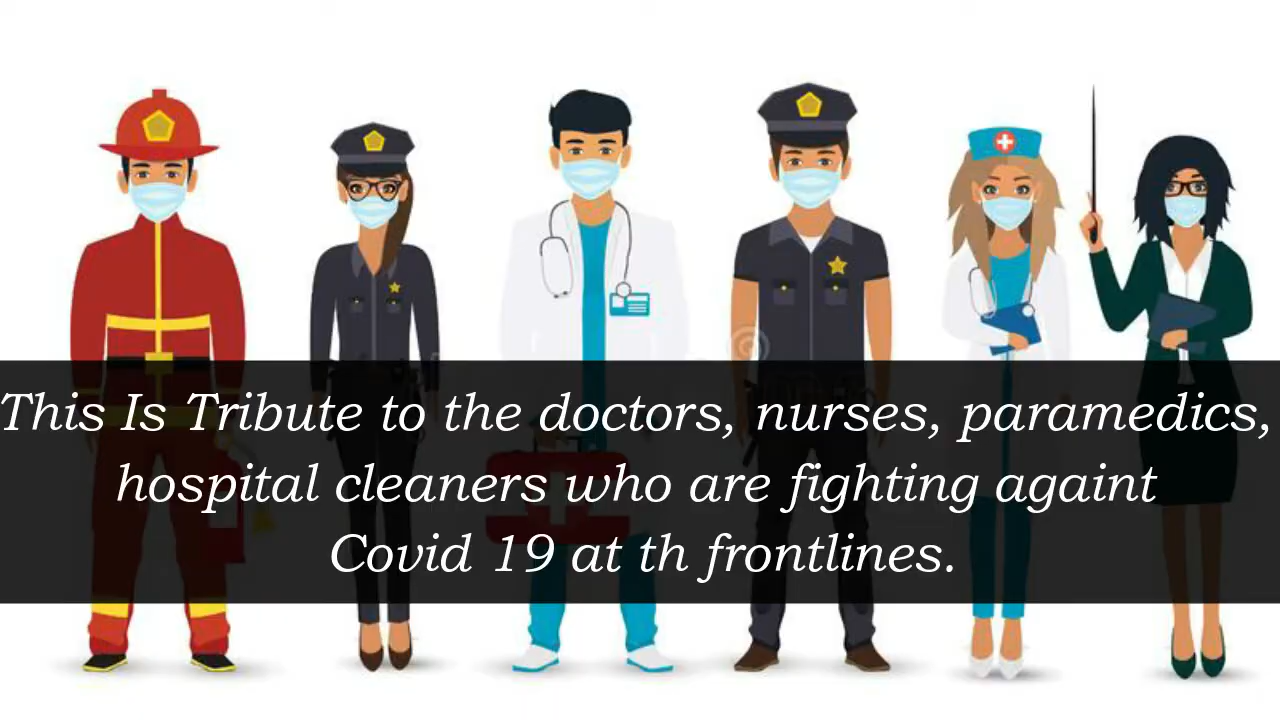 This Is Tribute to the doctors, nurses, paramedics,
hospital cleaners who are fighting againt
Covid 19 at th frontlines.